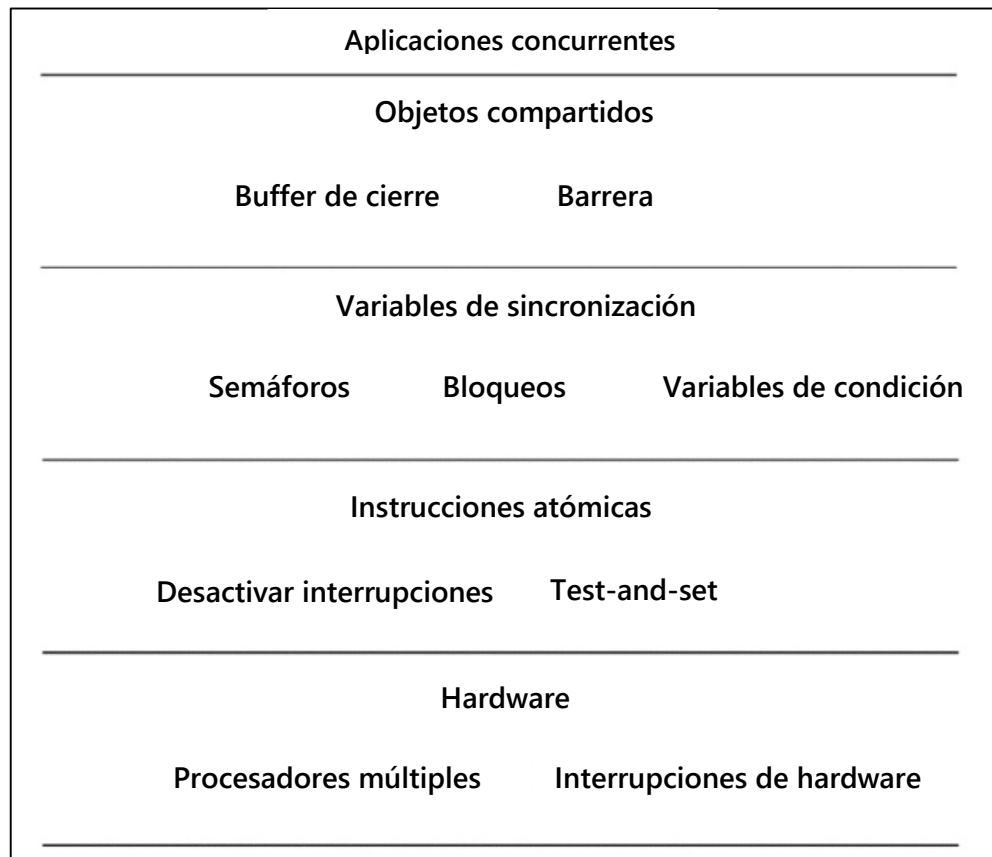 Aplicaciones concurrentes
Objetos compartidos
Buffer de cierre Barrera
Variables de sincronización
Semáforos Bloqueos Variables de condición
Instrucciones atómicas
Desactivar interrupciones Test-and-set
Hardware
Procesadores múltiples Interrupciones de hardware